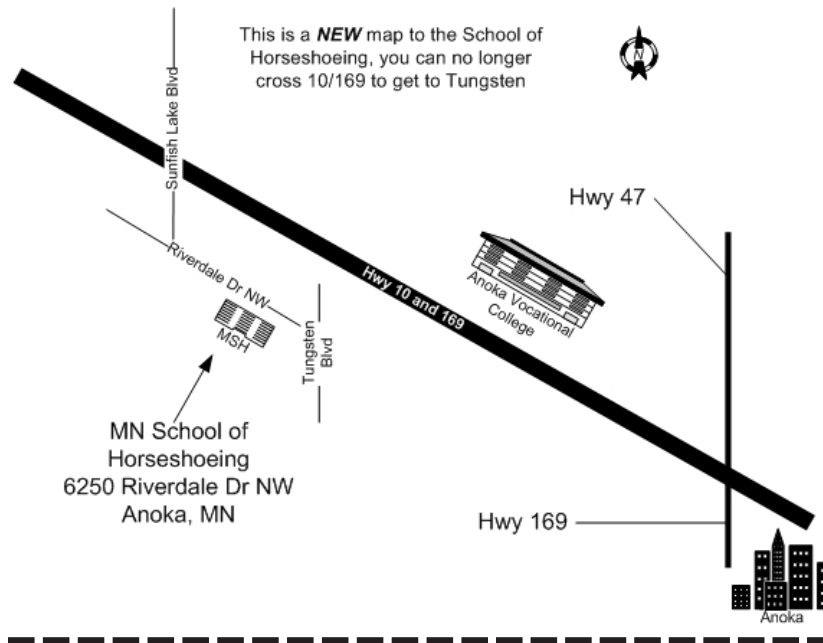 This is a NEW map to the School of
Horseshoeing, you can no longer
cross 10/169 to get to Tungsten
N
Sunfish Lake Blvd
Hwy 47
Riverdale Dr NW
Hwy 10 and 169
Anoka Vocational
College
MSH
Tungsten
Blvd
MN School of
Horseshoeing
6250 Riverdale Dr NW
Anoka, MN
Hwy 169
Anoka